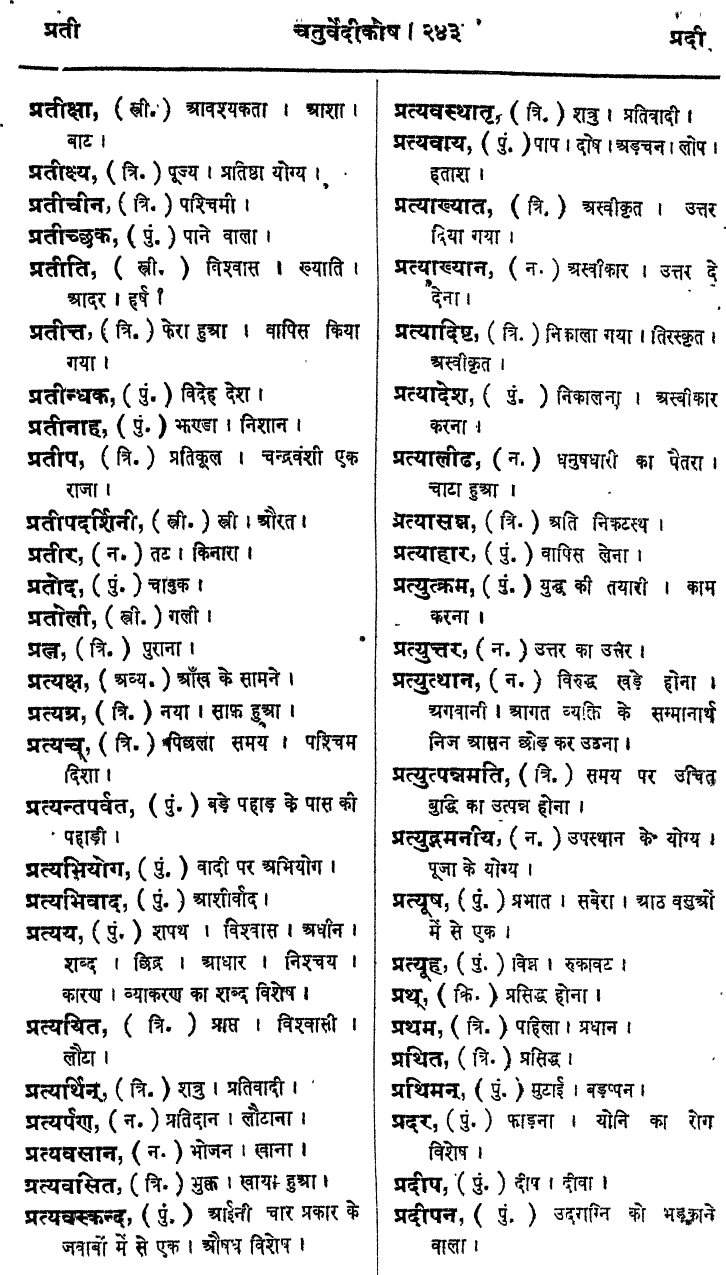 प्रती
चतुर्वेदीकोष । २४३
प्रदी
प्रतीक्षा, ( स्त्री. ) आवश्यकता । आशा ।
बाट ।
प्रतीक्ष्य, ( त्रि. ) पूज्य । प्रतिष्ठा योग्य ।
प्रतीचीन, ( त्रि. ) पश्चिमी ।
प्रतीच्छुक, ( पुं. ) पाने वाला ।
प्रतीति, ( स्त्री. ) विश्वास । ख्याति ।
आदर । हर्ष ।
प्रतीत्त, ( त्रि. ) फेरा हुआ । वापिस किया
गया ।
प्रतीन्धक, ( पुं. ) विदेह देश ।
प्रतीनाह, ( पुं. ) झण्डा । निशान ।
प्रतीप, ( त्रि. ) प्रतिकूल । चन्द्रवंशी एक
राजा ।
प्रतीपदर्शिनी, ( स्त्री. ) स्त्री । औरत ।
प्रतीर, ( न. ) तट । किनारा ।
प्रतोद, ( पुं. ) चाबुक ।
प्रतोली, ( स्त्री. ) गली ।
प्रत्न, ( त्रि. ) पुराना ।
प्रत्यक्ष, ( अव्य. ) आँख के सामने ।
प्रत्यग्र, ( त्रि. ) नया । साफ़ हुआ ।
प्रत्यच्, ( त्रि. ) पिछला समय । पश्चिम
दिशा ।
प्रत्यन्तपर्वत, ( पुं. ) बड़े पहाड़ के पास की
पहाड़ी ।
प्रत्यभियोग, ( पुं. ) वादी पर अभियोग ।
प्रत्यभिवाद, ( पुं. ) आशीर्वाद ।
प्रत्यय, ( पुं. ) शपथ । विश्वास । अधीन ।
शब्द । छिद्र । आधार । निश्चय ।
कारण । व्याकरण का शब्द विशेष ।
प्रत्ययित, ( त्रि. ) प्राप्त । विश्वासी ।
लौटा ।
प्रत्यर्थिन्, ( त्रि. ) शत्रु । प्रतिवादी ।
प्रत्यर्पण, ( न. ) प्रतिदान । लौटाना ।
प्रत्यवसान, ( न. ) भोजन । खाना ।
प्रत्यवसित, ( त्रि. ) भुक्त । खाया हुआ ।
प्रत्यवस्कन्द, ( पुं. ) आईनी चार प्रकार के
जवाबों में से एक । औषध विशेष ।
प्रत्यवस्थातृ, ( त्रि. ) शत्रु । प्रतिवादी ।
प्रत्यवाय, ( पुं. ) पाप । दोष । अड़चन । लोप ।
हताश ।
प्रत्याख्यात, ( त्रि. ) अस्वीकृत । उत्तर
दिया गया ।
प्रत्याख्यान, ( न. ) अस्वीकार । उत्तर दे
देना ।
प्रत्यादिष्ट, ( त्रि. ) निकाला गया । तिरस्कृत ।
अस्वीकृत ।
प्रत्यादेश, ( पुं. ) निकालना । अस्वीकार
करना ।
प्रत्यालीढ, ( न. ) धनुषधारी का पैतरा ।
चाटा हुआ ।
प्रत्यासन्न, ( त्रि. ) अति निकटस्थ ।
प्रत्याहार, ( पुं. ) वापिस लेना ।
प्रत्युत्क्रम, ( पुं. ) युद्ध की तयारी । काम
करना ।
प्रत्युत्तर, ( न. ) उत्तर का उत्तर ।
प्रत्युत्थान, ( न. ) विरुद्ध खड़े होना ।
अगवानी । आगत व्यक्ति के सम्मानार्थ
निज आसन छोड़ कर उठना ।
प्रत्युत्पन्नमति, ( त्रि. ) समय पर उचित
बुद्धि का उत्पन्न होना ।
प्रत्युद्गमनीय, ( न. ) उपस्थान के योग्य ।
पूजा के योग्य ।
प्रत्यूष, ( पुं. ) प्रभात । सबेरा । आठ वसुओं
में से एक ।
प्रत्यूह, ( पुं. ) विघ्न । रुकावट ।
प्रथ्, ( क्रि. ) प्रसिद्ध होना ।
प्रथम, ( त्रि. ) पहिला । प्रधान ।
प्रथित, ( त्रि. ) प्रसिद्ध ।
प्रथिमन्, ( पुं. ) मुटाई । बड़प्पन ।
प्रदर, ( पुं. ) फाड़ना । योनि का रोग
विशेष ।
प्रदीप, ( पुं. ) दीप । दीवा ।
प्रदीपन, ( पुं. ) उदराग्नि को भड़काने
वाला ।